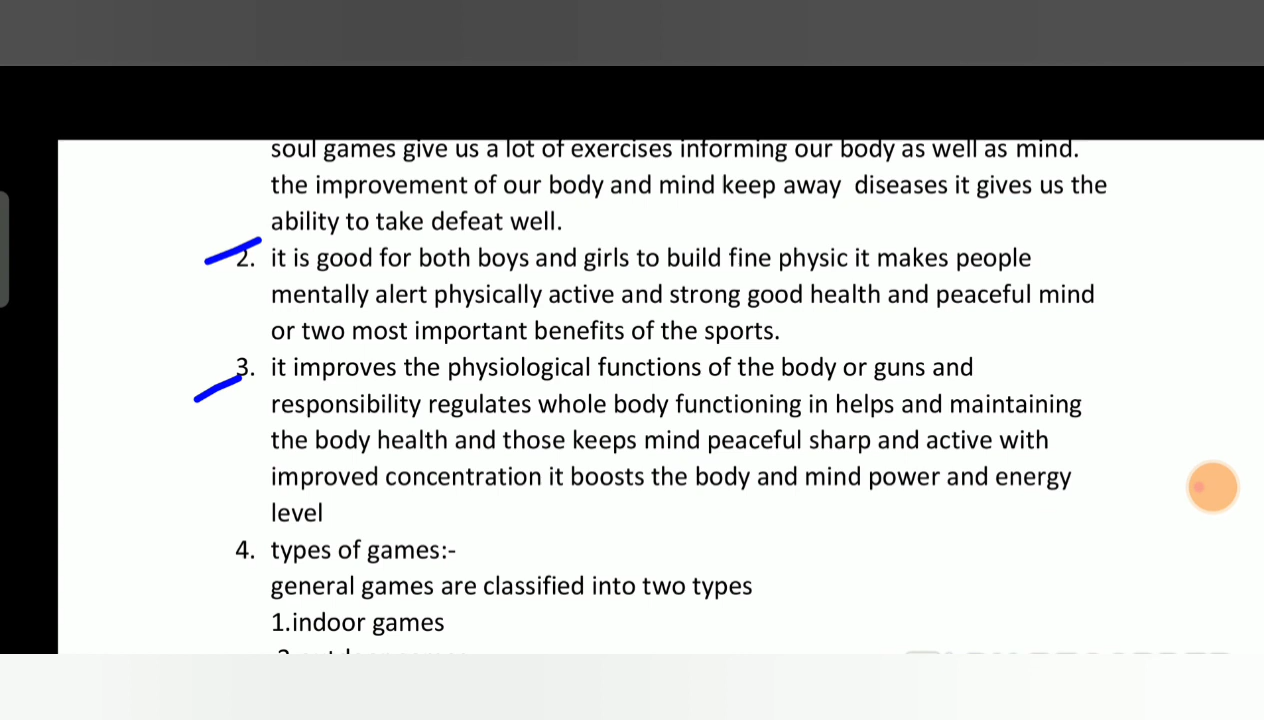 soul games give us a lot of exercises informing our body as well as mind.
the improvement of our body and mind keep away  diseases it gives us the
ability to take defeat well.
2. it is good for both boys and girls to build fine physic it makes people
mentally alert physically active and strong good health and peaceful mind
or two most important benefits of the sports.
3. it improves the physiological functions of the body or guns and
responsibility regulates whole body functioning in helps and maintaining
the body health and those keeps mind peaceful sharp and active with
improved concentration it boosts the body and mind power and energy
level
4. types of games:-
general games are classified into two types
1.indoor games